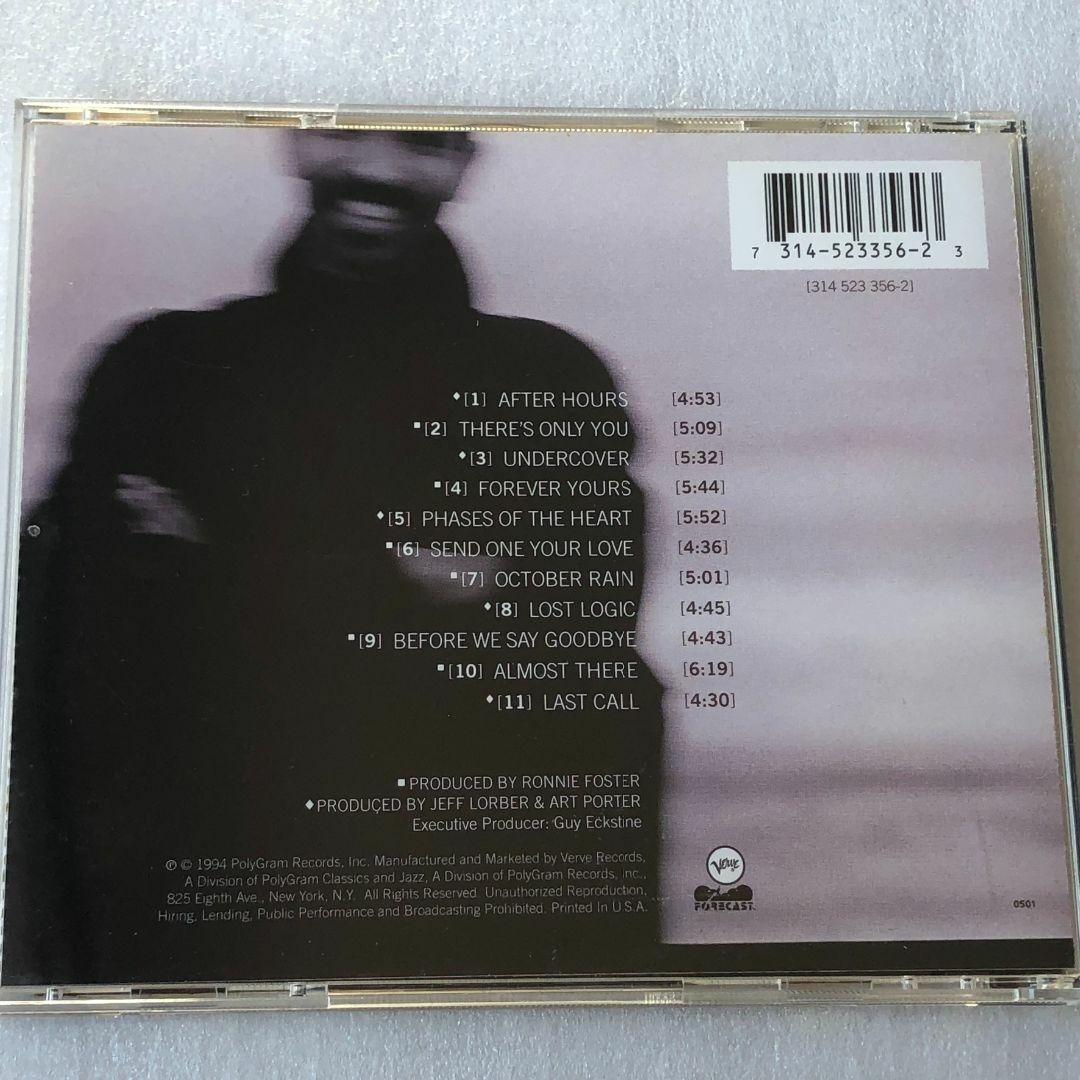 7 314-523356-2 3
[314 523 356-2]
♦[1] AFTER HOURS [4:53]
▪[2] THERE'S ONLY YOU [5:09]
♦[3] UNDERCOVER [5:32]
▪[4] FOREVER YOURS [5:44]
♦[5] PHASES OF THE HEART [5:52]
▪[6] SEND ONE YOUR LOVE [4:36]
▪[7] OCTOBER RAIN [5:01]
♦[8] LOST LOGIC [4:45]
▪[9] BEFORE WE SAY GOODBYE [4:43]
▪[10] ALMOST THERE [6:19]
♦[11] LAST CALL [4:30]
▪PRODUCED BY RONNIE FOSTER
♦PRODUCED BY JEFF LORBER & ART PORTER
Executive Producer: Guy Eckstine
℗ © 1994 PolyGram Records, Inc. Manufactured and Marketed by Verve Records,
A Division of PolyGram Classics and Jazz, A Division of PolyGram Records, Inc.,
825 Eighth Ave., New York, N.Y. All Rights Reserved. Unauthorized Reproduction,
Hiring, Lending, Public Performance and Broadcasting Prohibited. Printed In U.S.A.
Verve
FORECAST
0501